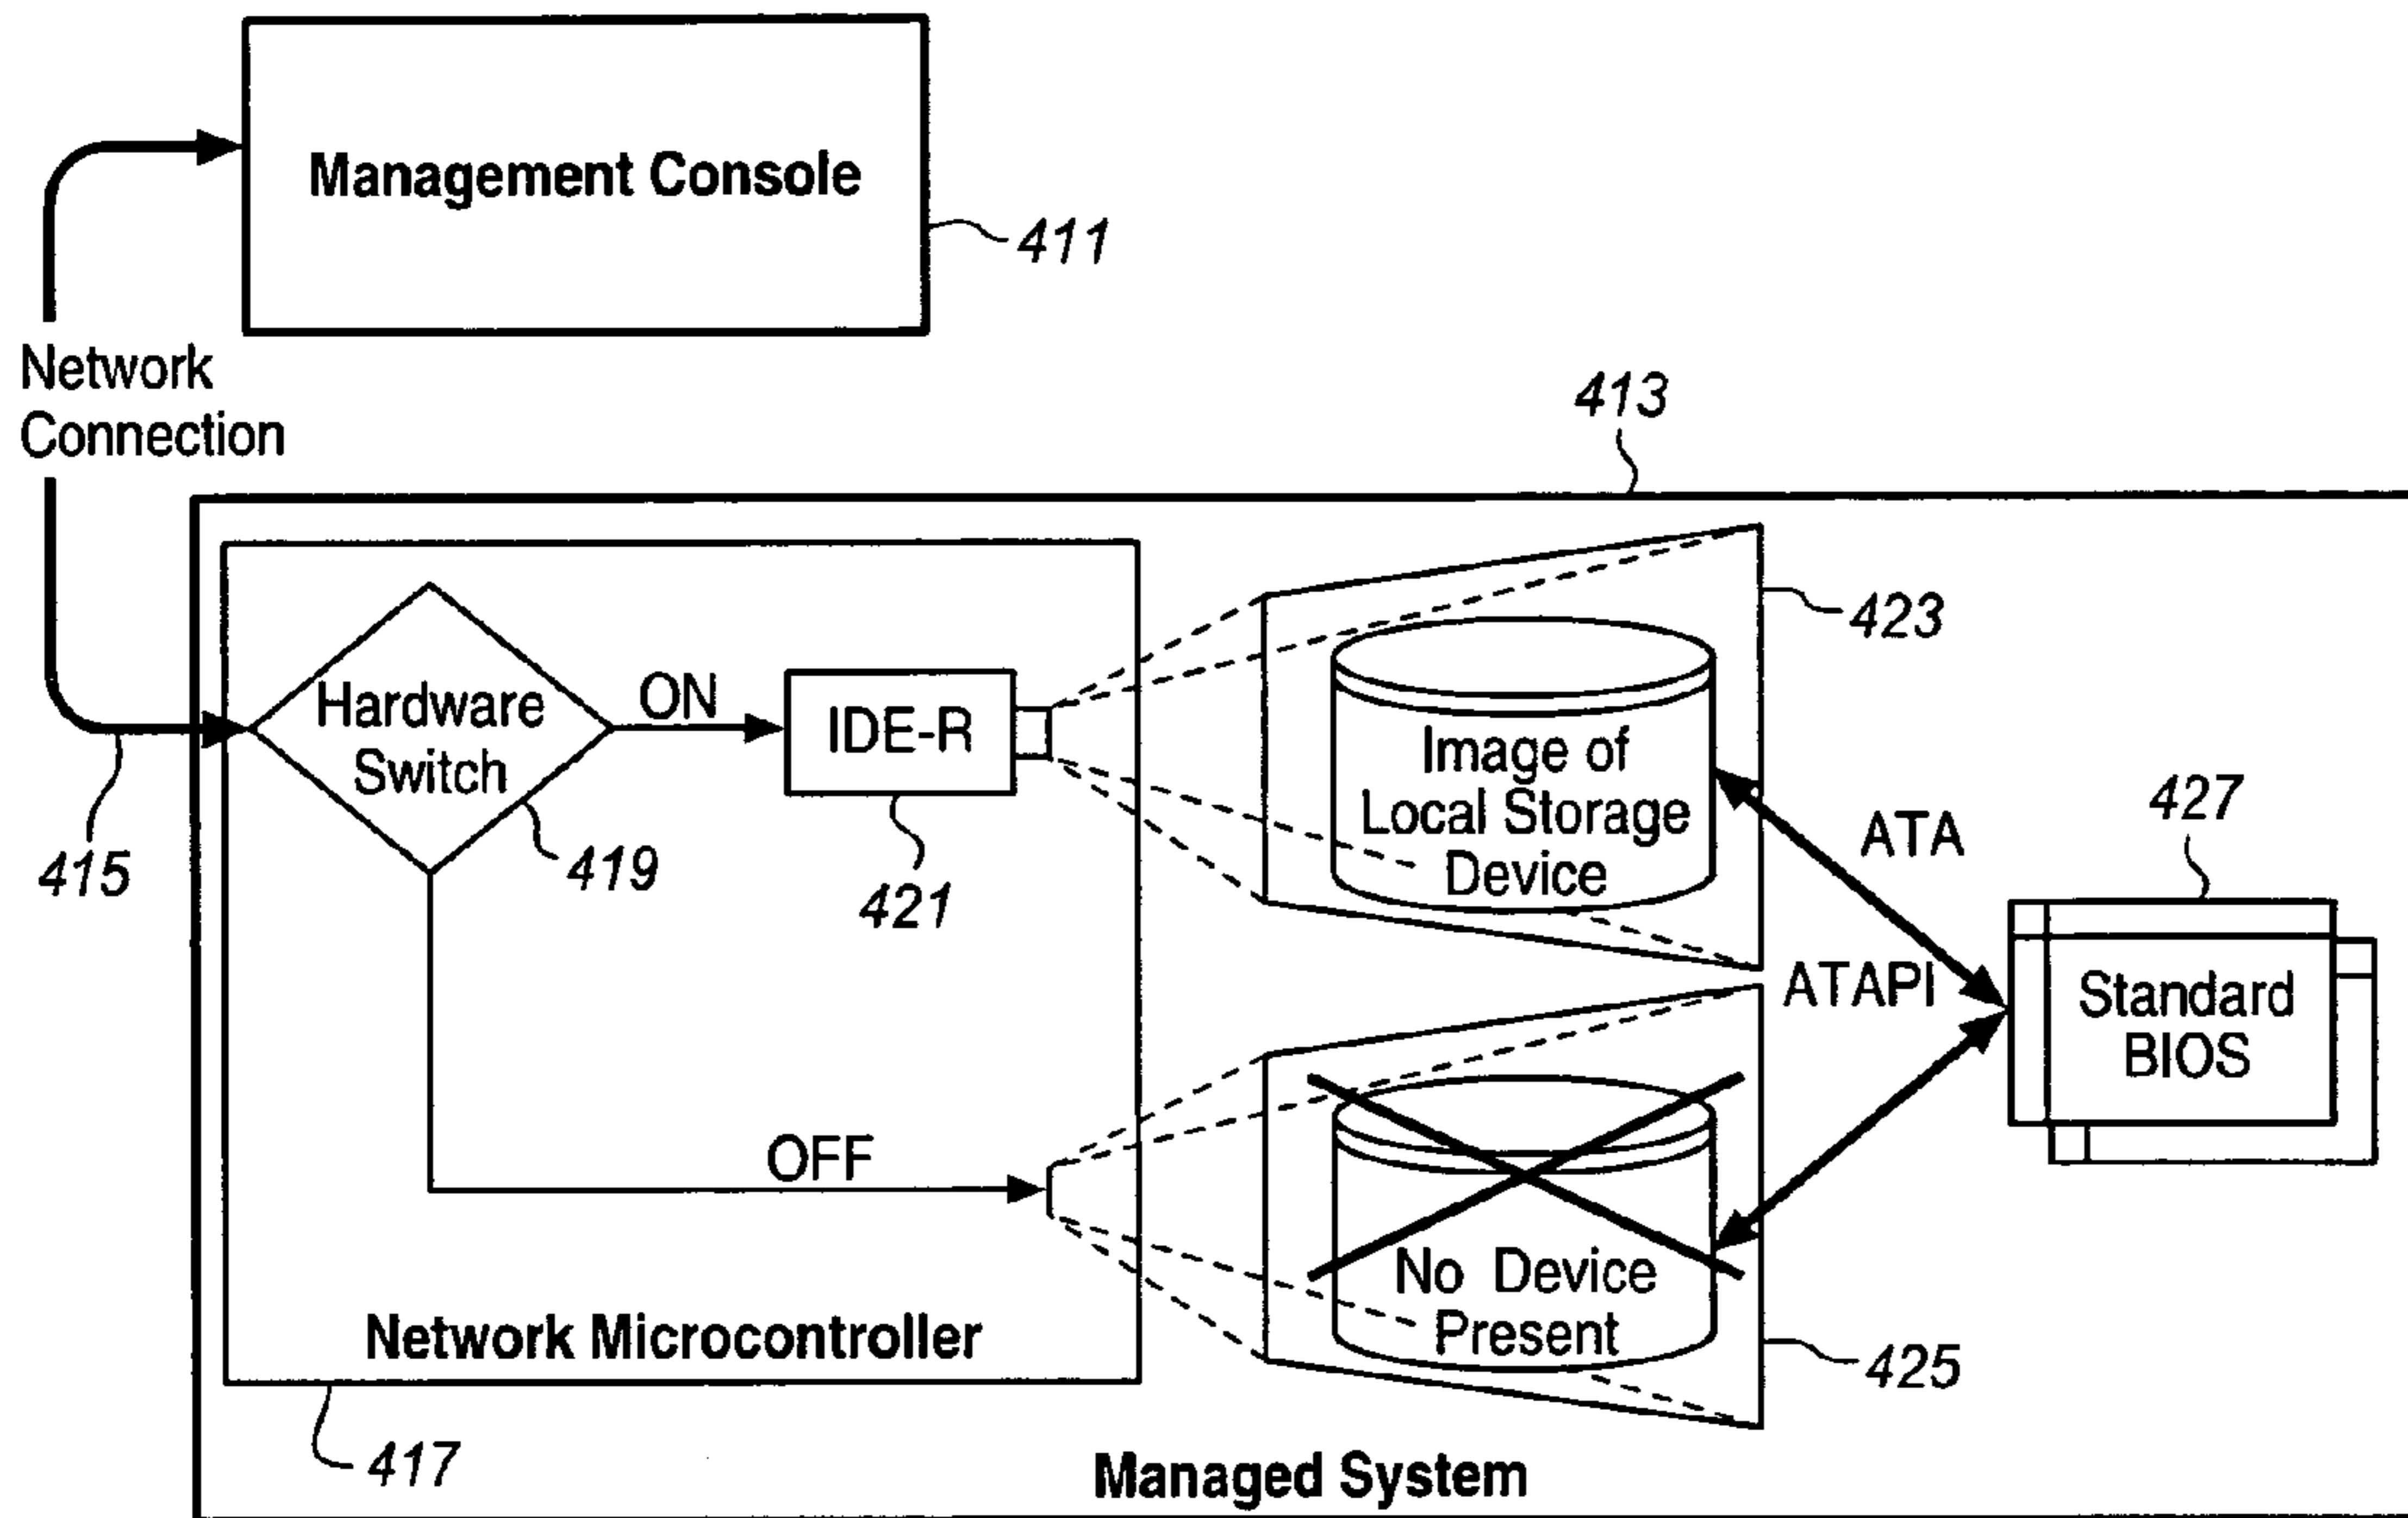 Management Console
411
Network
Connection
413
Hardware
Switch
ON
IDE-R
415
419
421
Image of
Local Storage
Device
423
ATA
ATAPI
427
Standard
BIOS
OFF
No Device
Present
425
Network Microcontroller
417
Managed System